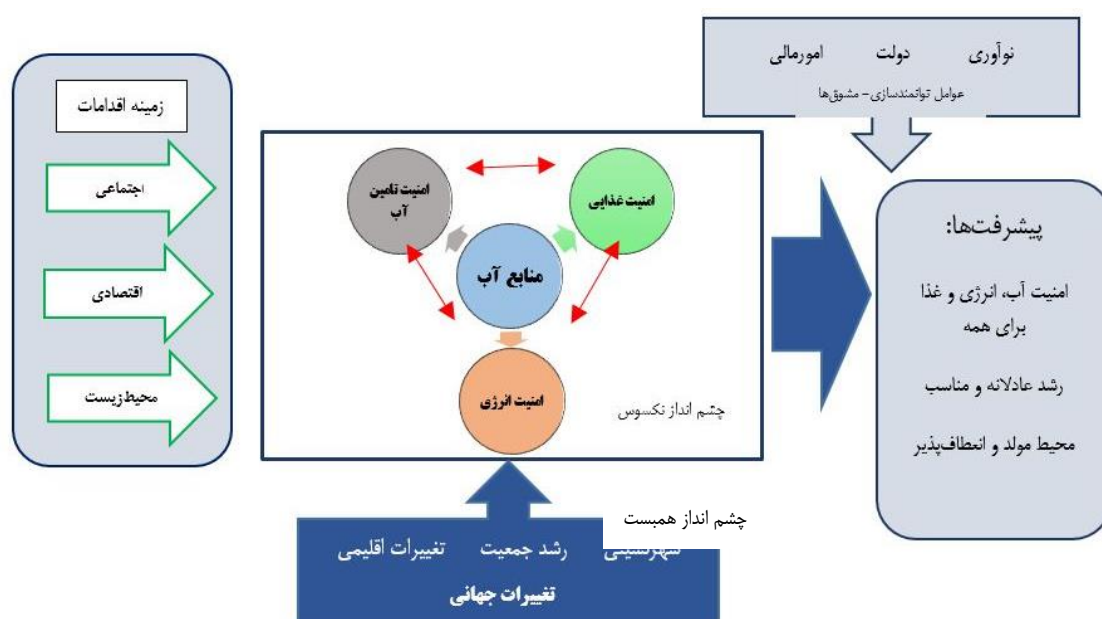 نوآوری دولت امورمالی
عوامل توانمندسازی- مشوق‌ها
زمینه اقدامات
اجتماعی
اقتصادی
محیط‌زیست
امنیت تامین
آب
امنیت غذایی
منابع آب
امنیت انرژی
چشم انداز نکسوس
پیشرفت‌ها:
امنیت آب، انرژی و غذا
برای همه
رشد عادلانه و مناسب
محیط مولد و انعطاف‌پذیر
چشم انداز همبست
رشد جمعیت تغییرات اقلیمی
تغییرات جهانی